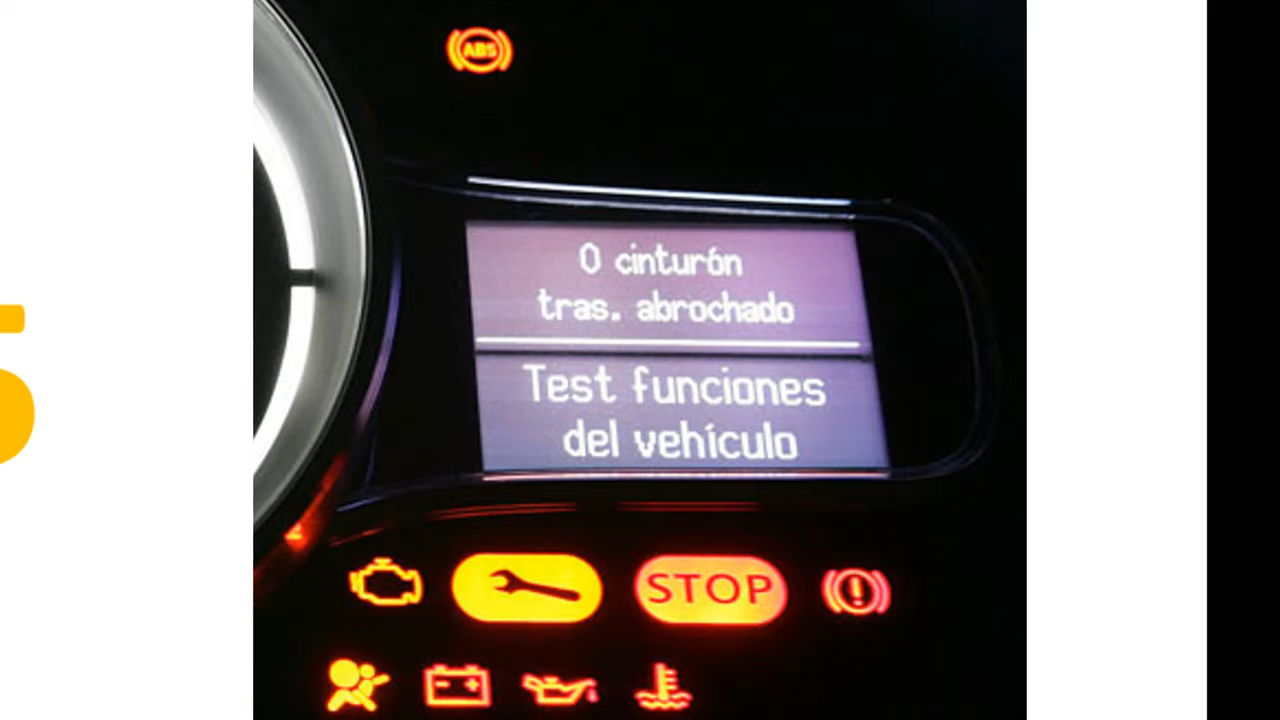 ABS
0 cinturón
tras. abrochado
Test funciones
del vehículo
STOP